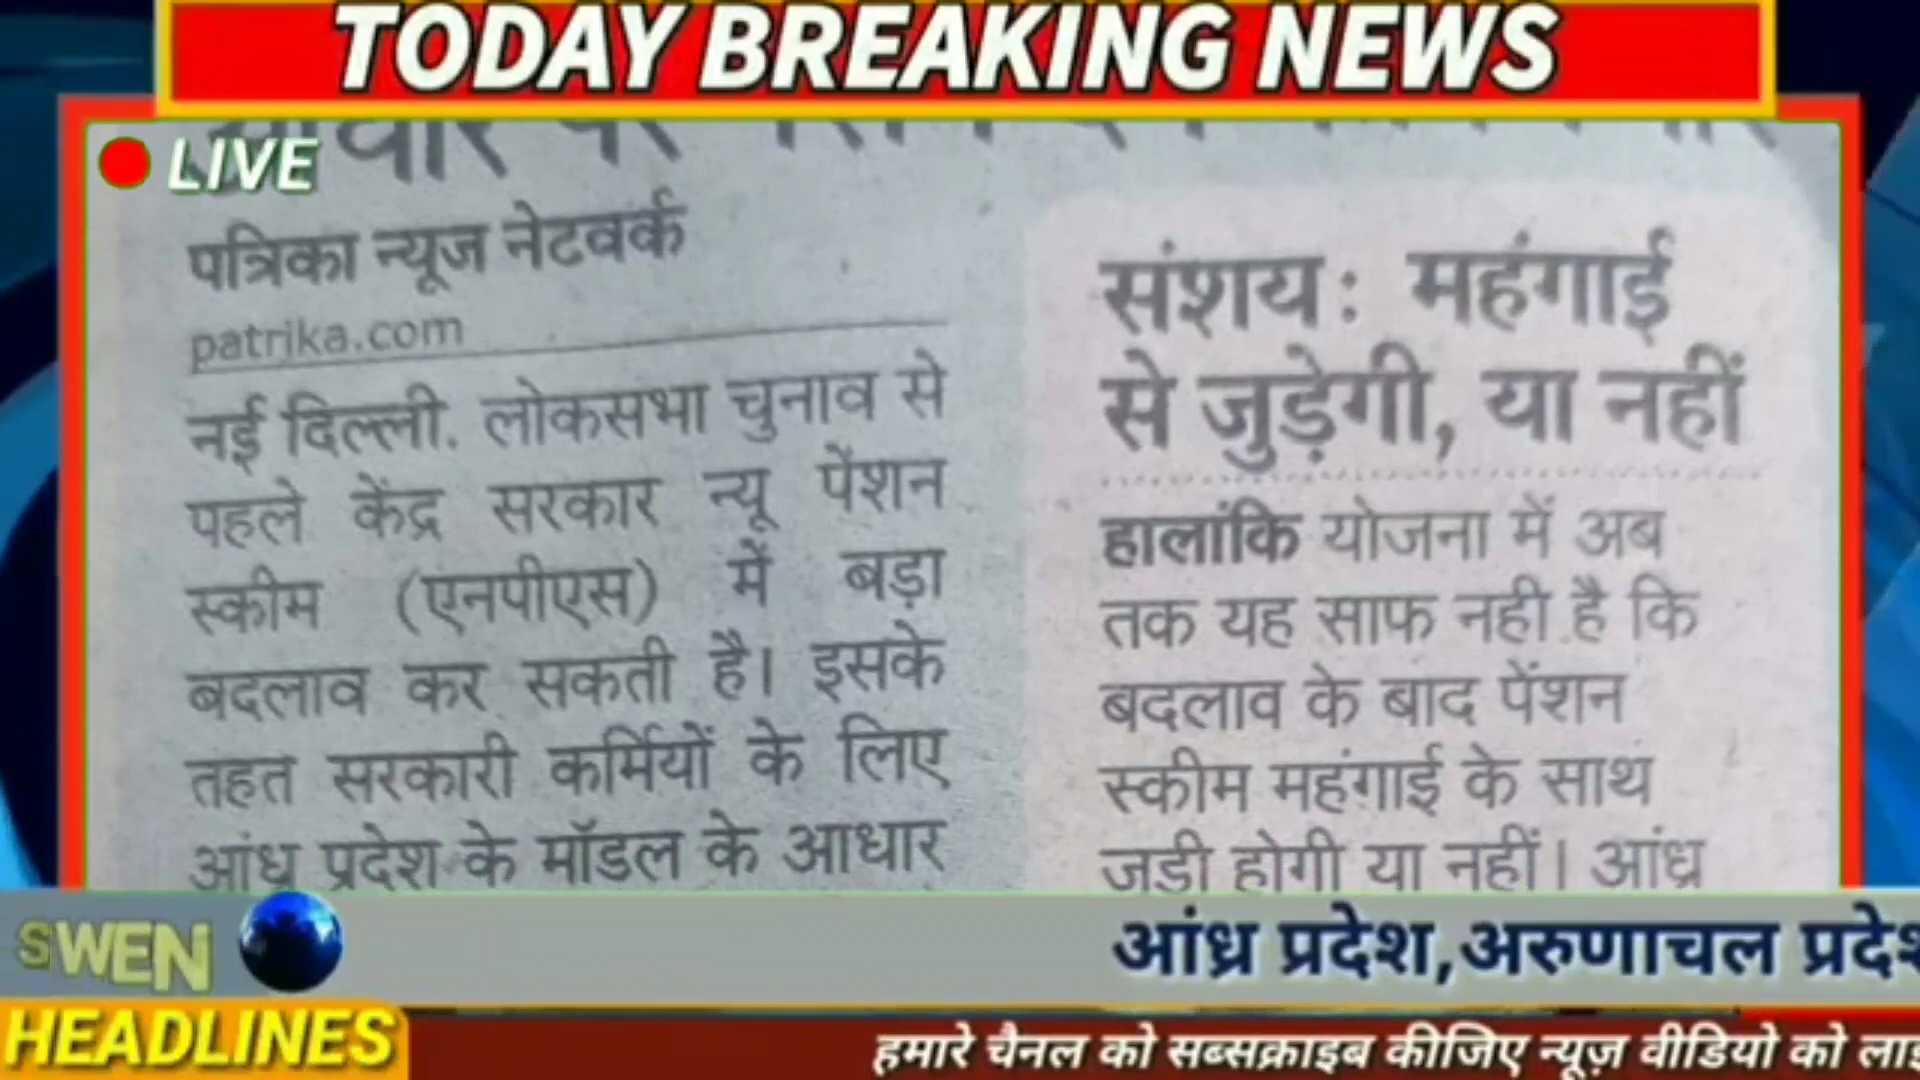 TODAY BREAKING NEWS
LIVE
पत्रिका न्यूज नेटवर्क
patrika.com
नई दिल्ली. लोकसभा चुनाव से
पहले केंद्र सरकार न्यू पेंशन
स्कीम (एनपीएस) में बड़ा
बदलाव कर सकती है। इसके
तहत सरकारी कर्मियों के लिए
आंध्र प्रदेश के मॉडल के आधार
संशय: महंगाई
से जुड़ेगी, या नहीं
हालांकि योजना में अब
तक यह साफ नही है कि
बदलाव के बाद पेंशन
स्कीम महंगाई के साथ
जुड़ी होगी या नहीं। आंध्र
SWEN
आंध्र प्रदेश,अरुणाचल प्रदेश
HEADLINES
हमारे चैनल को सब्सक्राइब कीजिए न्यूज़ वीडियो को